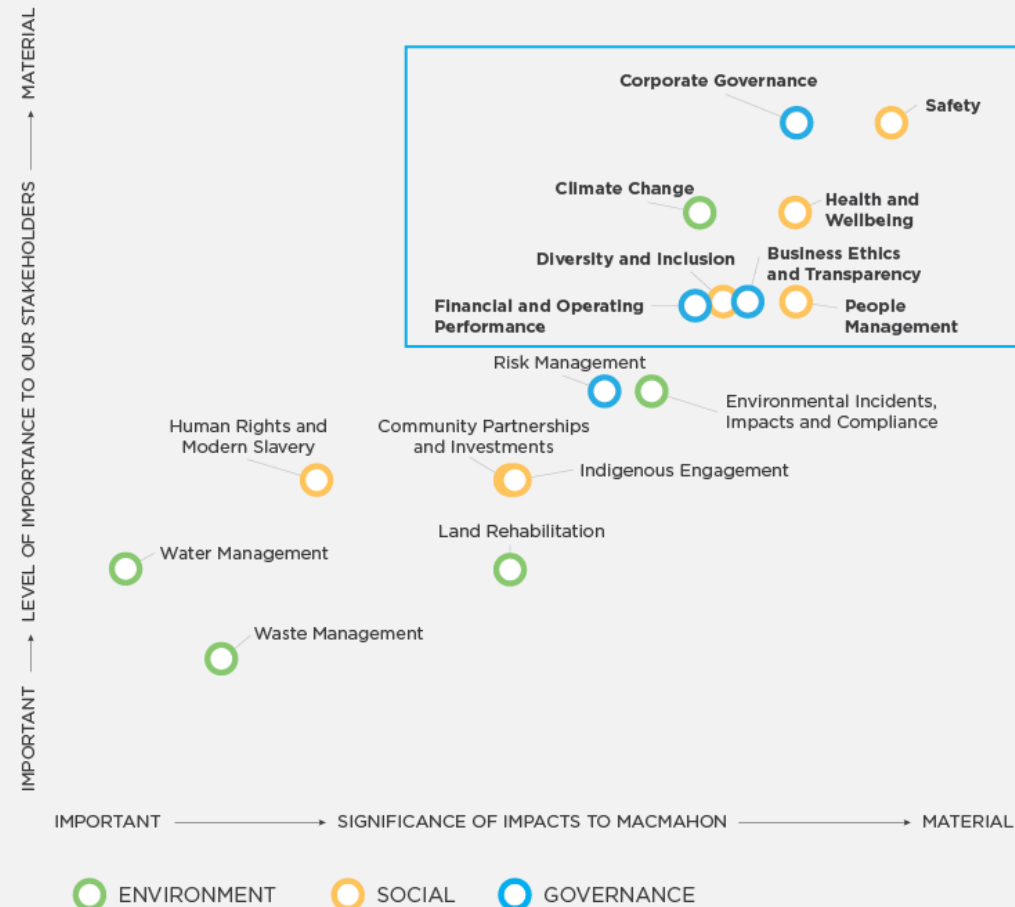 MATERIAL
LEVEL OF IMPORTANCE TO OUR STAKEHOLDERS
IMPORTANT
Corporate Governance
Safety
Climate Change
Health and
Wellbeing
Diversity and Inclusion
Business Ethics
and Transparency
Financial and Operating
Performance
People
Management
Risk Management
Environmental Incidents,
Impacts and Compliance
Human Rights and
Modern Slavery
Community Partnerships
and Investments
Indigenous Engagement
Land Rehabilitation
Water Management
Waste Management
IMPORTANT
SIGNIFICANCE OF IMPACTS TO MACMAHON
MATERIAL
ENVIRONMENT
SOCIAL
GOVERNANCE